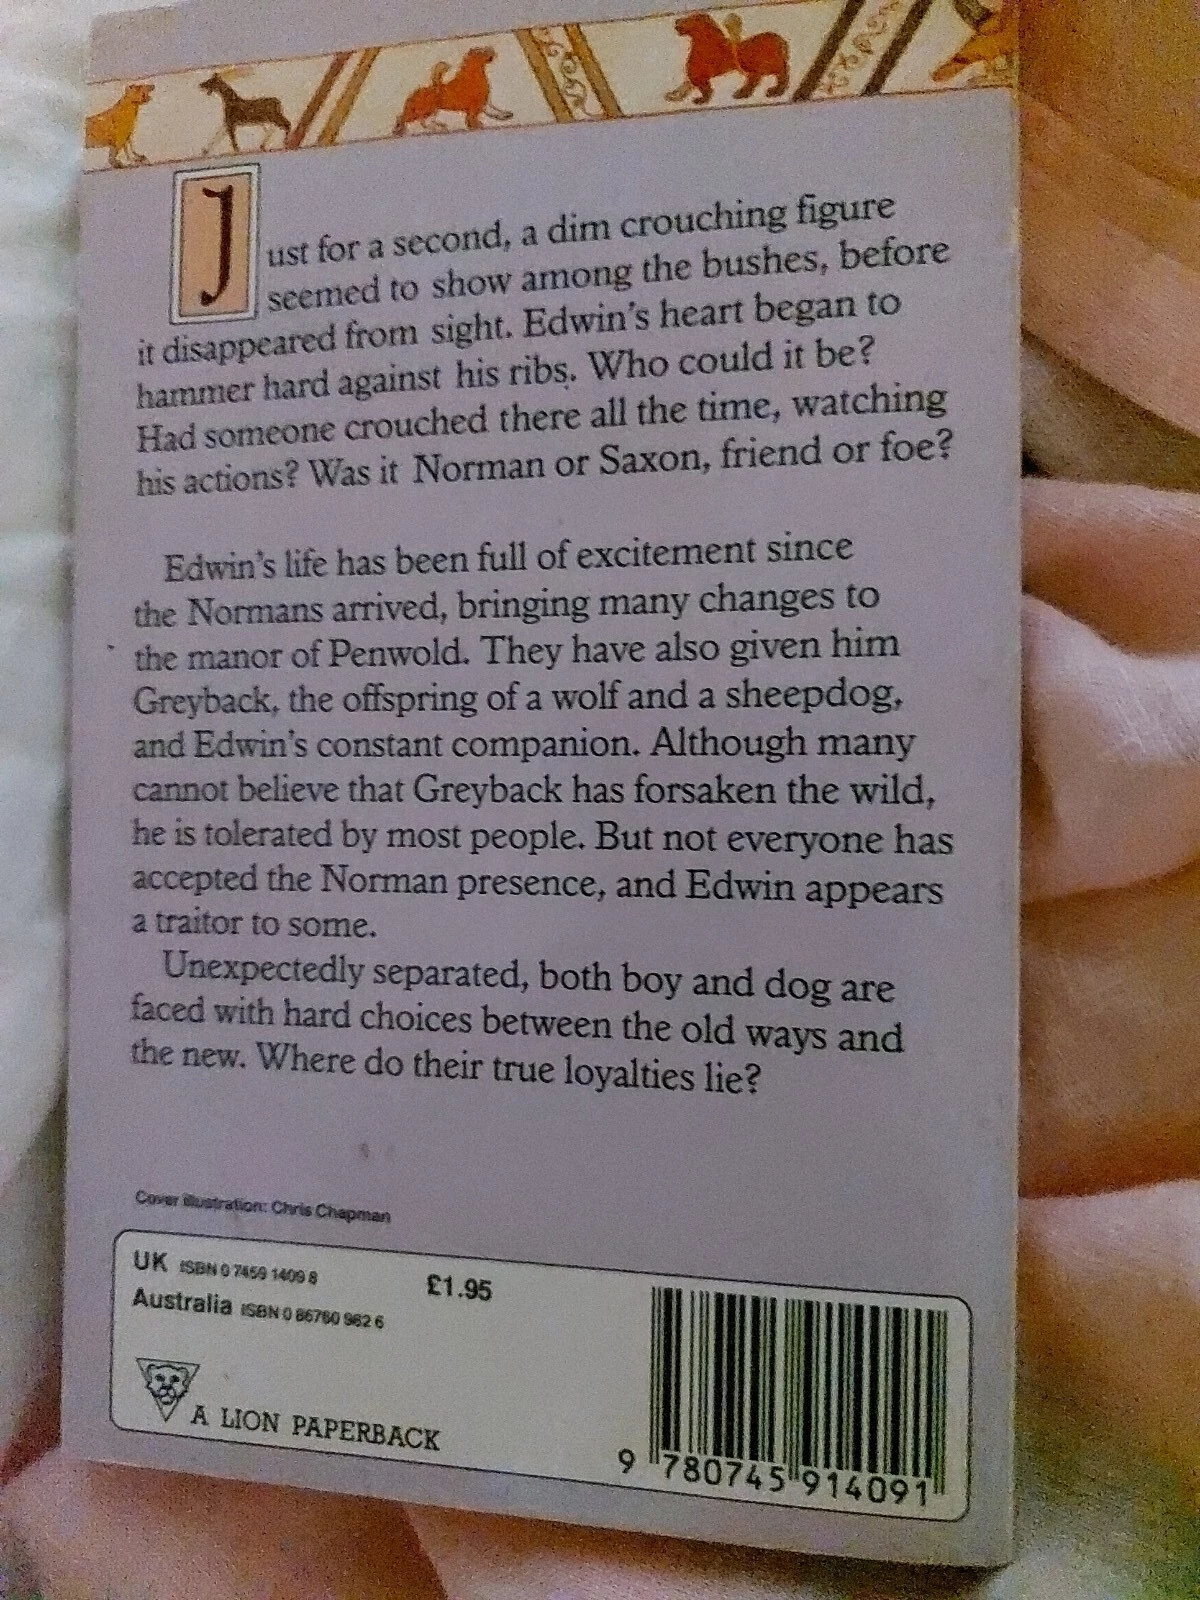 Just for a second, a dim crouching figure
seemed to show among the bushes, before
it disappeared from sight. Edwin's heart began to
hammer hard against his ribs. Who could it be?
Had someone crouched there all the time, watching
his actions? Was it Norman or Saxon, friend or foe?
Edwin's life has been full of excitement since
the Normans arrived, bringing many changes to
the manor of Penwold. They have also given him
Greyback, the offspring of a wolf and a sheepdog,
and Edwin's constant companion. Although many
cannot believe that Greyback has forsaken the wild,
he is tolerated by most people. But not everyone has
accepted the Norman presence, and Edwin appears
a traitor to some.
Unexpectedly separated, both boy and dog are
faced with hard choices between the old ways and
the new. Where do their true loyalties lie?
Cover illustration: Chris Chapman
UK ISBN 0 7459 1409 8 £1.95
Australia ISBN 0 86760 982 6
A LION PAPERBACK
9 780745 914091